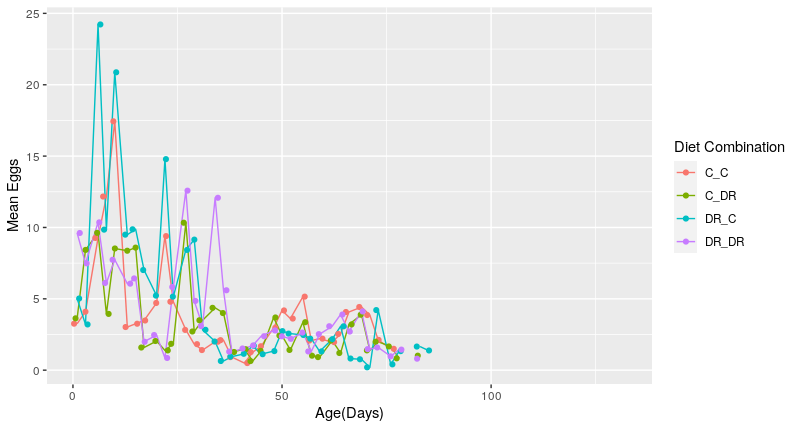 25
20
15
10
5
0
Mean Eggs
0 50 100
Age(Days)
Diet Combination
C_C
C_DR
DR_C
DR_DR